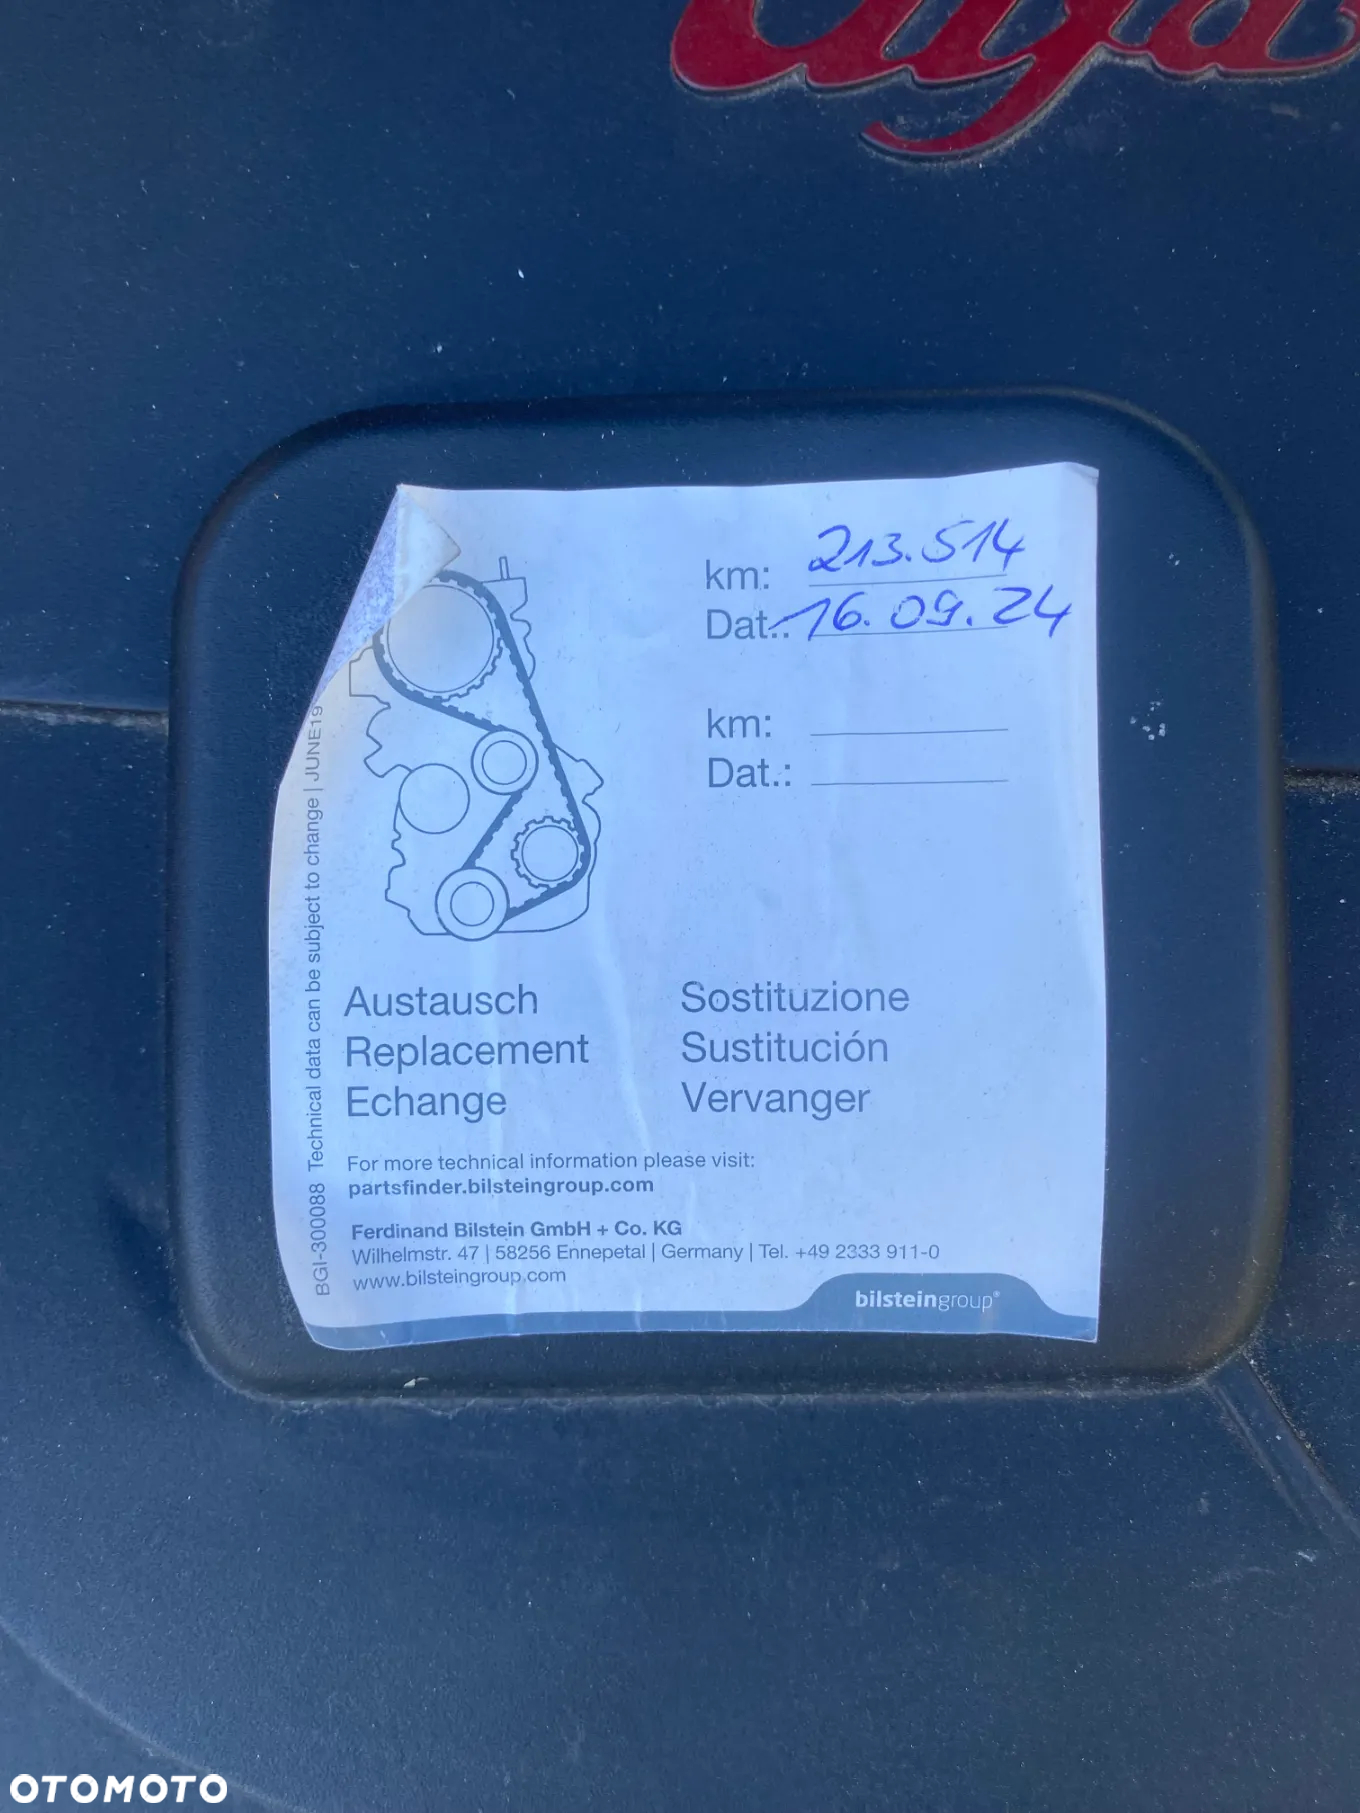 Alfa
km: 213.514
Dat.: 16.09.24
km:
Dat.:
Austausch
Replacement
Echange
Sostituzione
Sustitución
Vervanger
For more technical information please visit:
partsfinder.bilsteingroup.com
Ferdinand Bilstein GmbH + Co. KG
Wilhelmstr. 47 | 58256 Ennepetal | Germany | Tel. +49 2333 911-0
www.bilsteingroup.com
bilsteingroup®
BGI-300088 Technical data can be subject to change | JUNE19
OTOMOTO